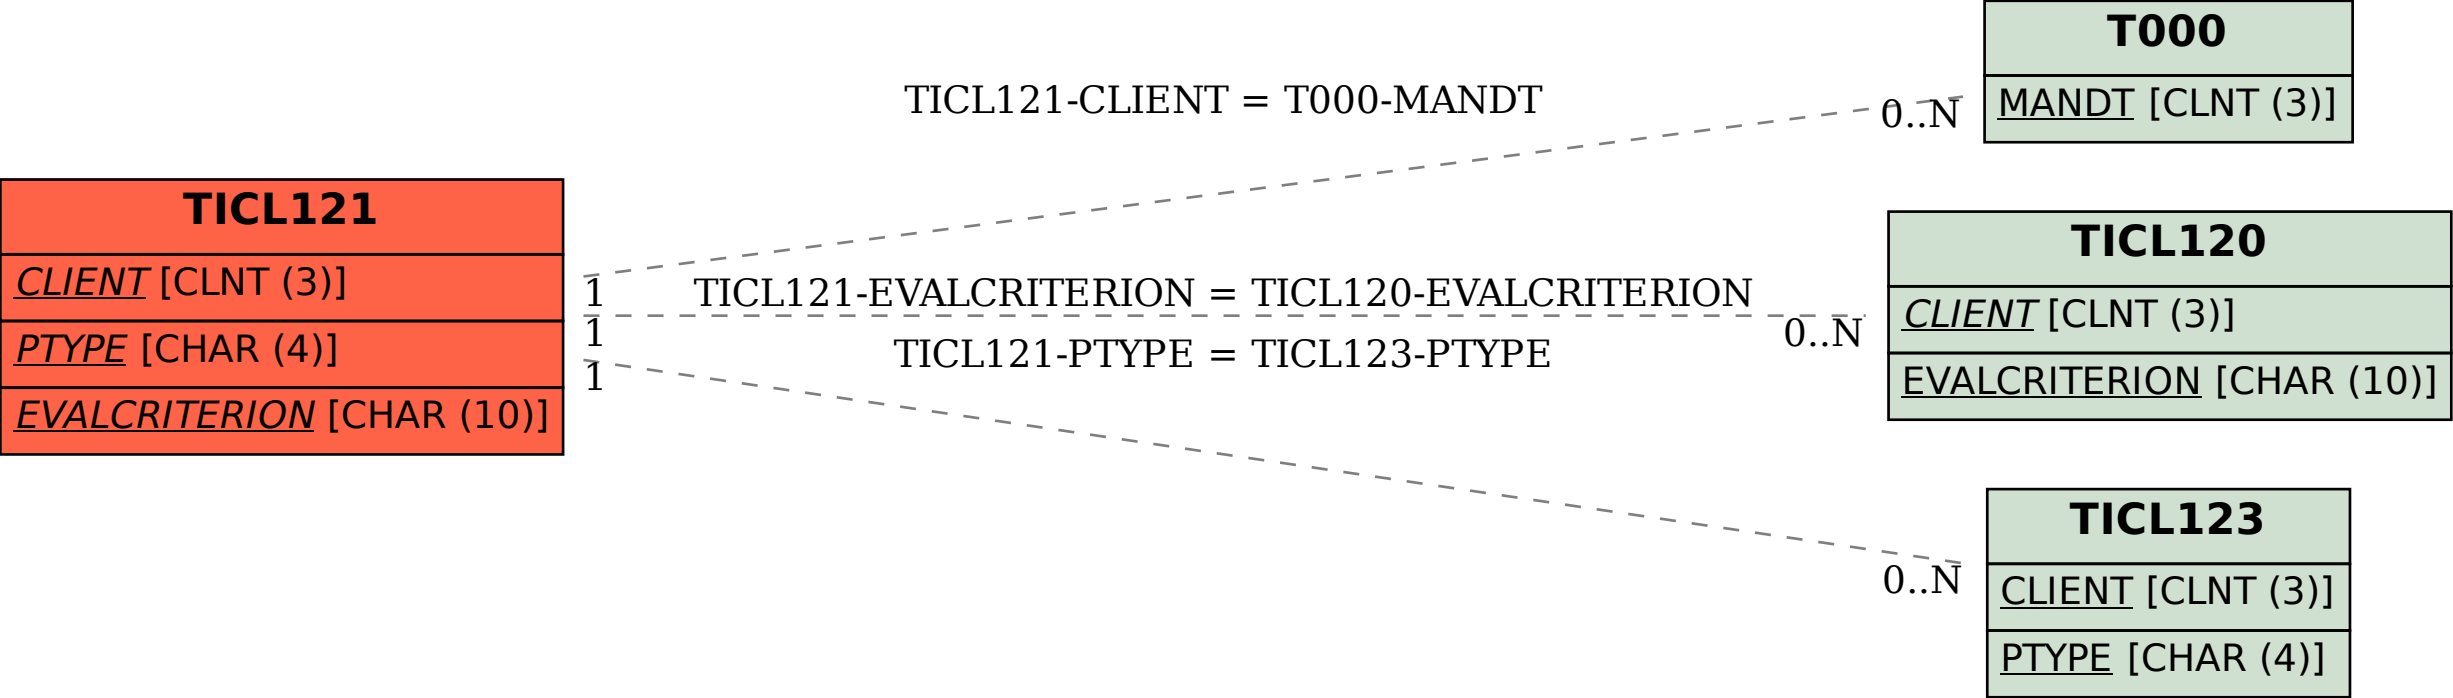 T000
MANDT [CLNT (3)]
TICL121-CLIENT = T000-MANDT
0..N
TICL121
CLIENT [CLNT (3)]
PTYPE [CHAR (4)]
EVALCRITERION [CHAR (10)]
1
TICL121-EVALCRITERION = TICL120-EVALCRITERION
1
0..N
TICL121-PTYPE = TICL123-PTYPE
1
TICL120
CLIENT [CLNT (3)]
EVALCRITERION [CHAR (10)]
0..N
TICL123
CLIENT [CLNT (3)]
PTYPE [CHAR (4)]